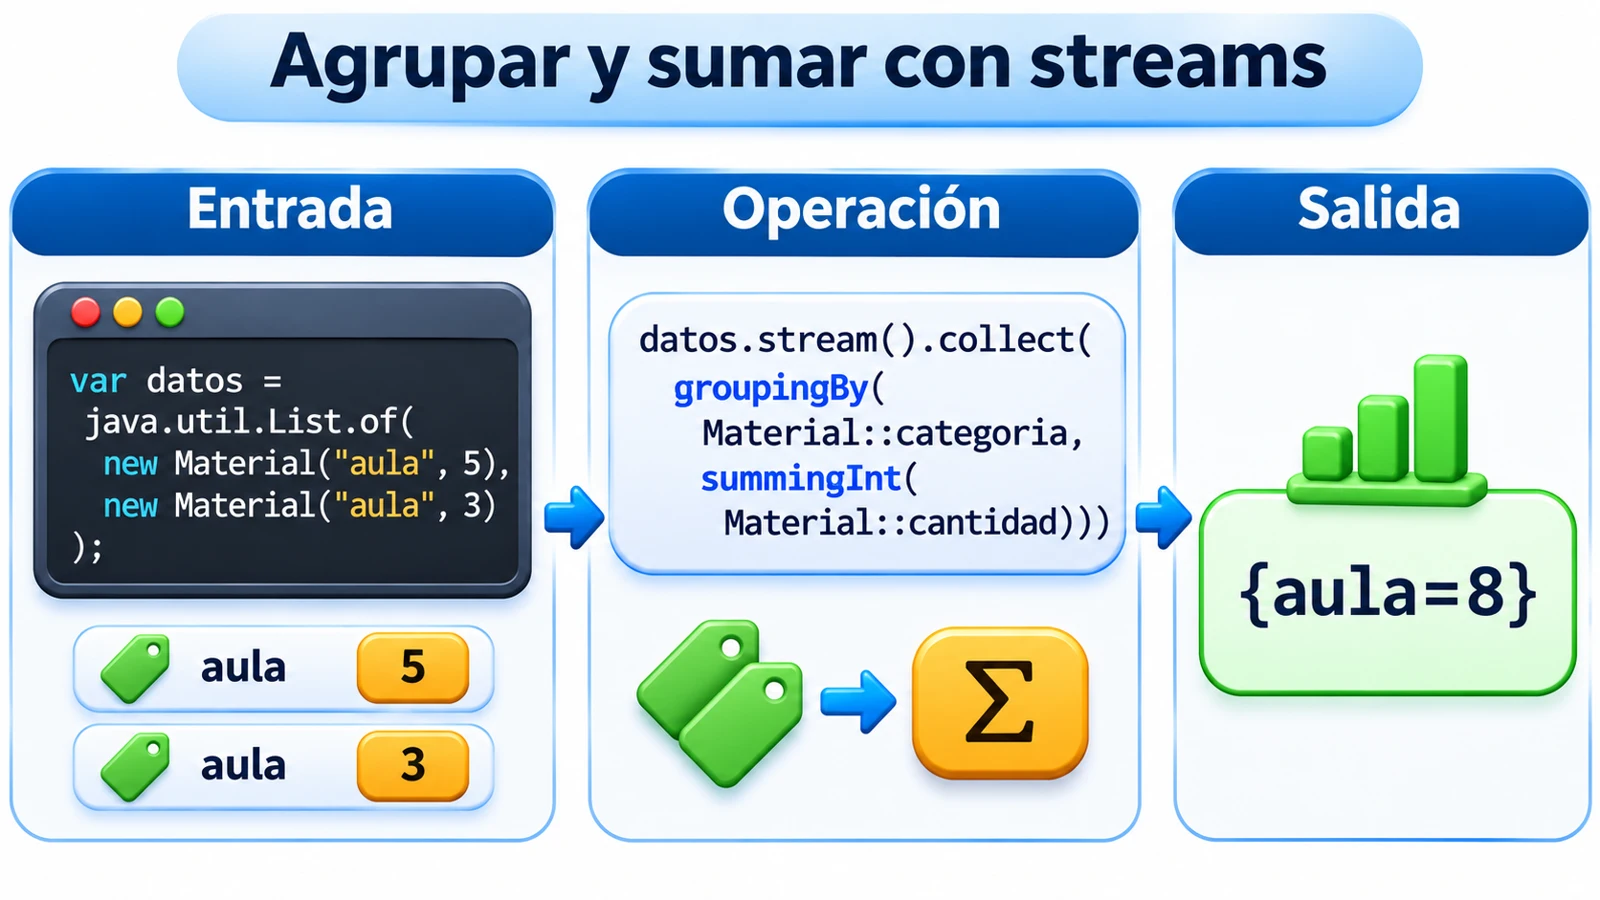 Agrupar y sumar con streams
Entrada
var datos =
java.util.List.of(
new Material("aula", 5),
new Material("aula", 3)
);
aula 5
aula 3
Operación
datos.stream().collect(
groupingBy(
Material::categoria,
summingInt(
Material::cantidad)))
Σ
Salida
{aula=8}